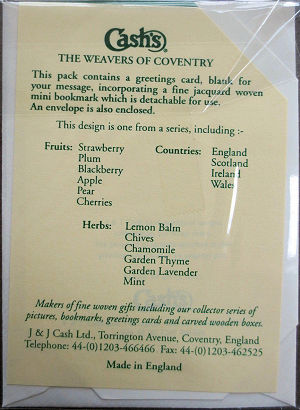 Cash's
THE WEAVERS OF COVENTRY
This pack contains a greetings card, blank for
your message, incorporating a fine jacquard woven
mini bookmark which is detachable for use.
An envelope is also enclosed.
This design is one from a series, including :-
Fruits: Strawberry
Plum
Blackberry
Apple
Pear
Cherries
Countries: England
Scotland
Ireland
Wales
Herbs: Lemon Balm
Chives
Chamomile
Garden Thyme
Garden Lavender
Mint
Makers of fine woven gifts including our collector series of
pictures, bookmarks, greetings cards and carved wooden boxes.
J & J Cash Ltd., Torrington Avenue, Coventry, England
Telephone: 44-(0)1203-466466 Fax: 44-(0)1203-462525
Made in England